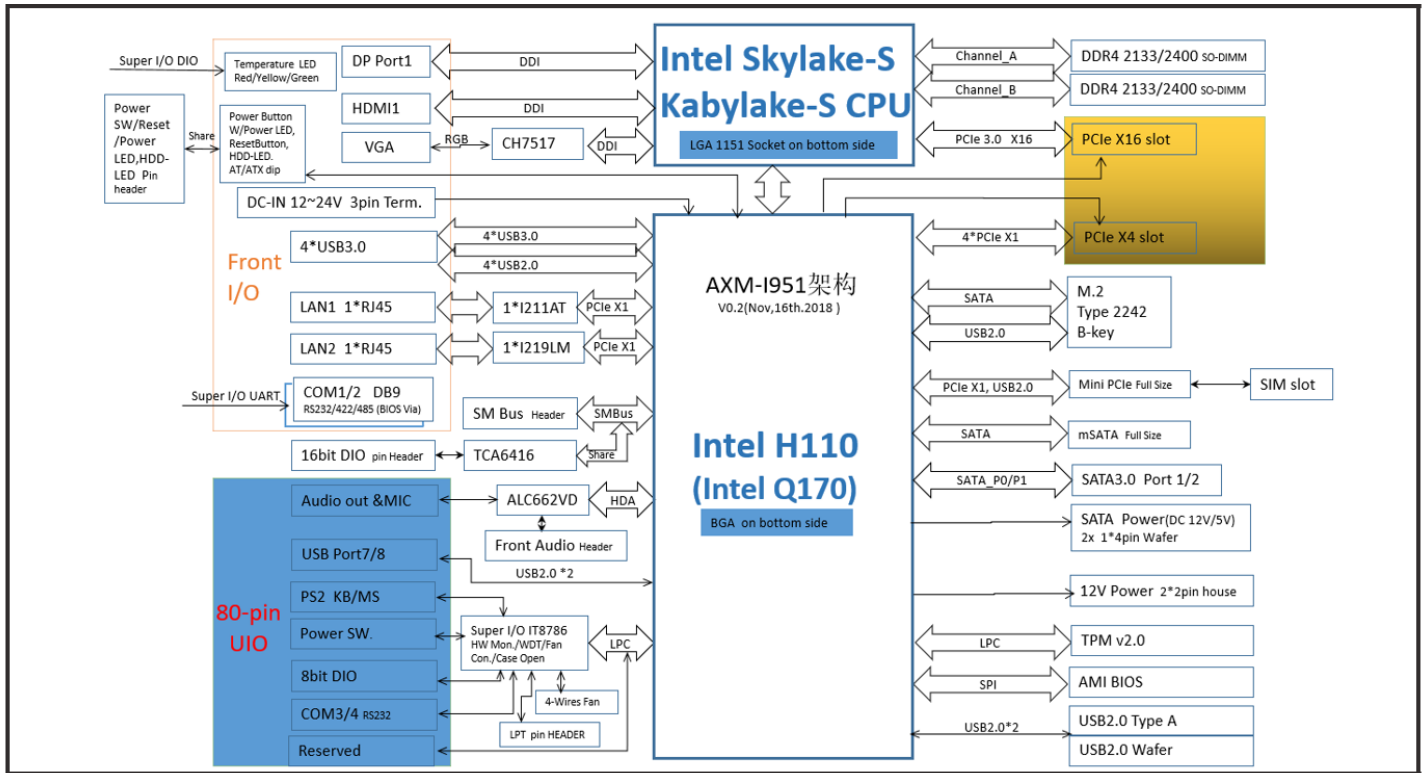 Super I/O DIO
Temperature LED
Red/Yellow/Green
Power
SW/Reset
/Power
LED,HDD-
LED Pin
header
Share
Power Button
W/Power LED,
ResetButton,
HDD-LED.
AT/ATX dip
DP Port1
DDI
HDMI1
DDI
VGA
RGB
CH7517
DDI
DC-IN 12~24V 3pin Term.
4*USB3.0
4*USB3.0
4*USB2.0
Front
I/O
LAN1 1*RJ45
1*I211AT
PCIe X1
LAN2 1*RJ45
1*I219LM
PCIe X1
Super I/O UART
COM1/2 DB9
RS232/422/485 (BIOS Via)
SM Bus Header
SMBus
16bit DIO pin Header
TCA6416
Share
80-pin
UIO
Audio out &MIC
ALC662VD
HDA
Front Audio Header
USB Port7/8
USB2.0 *2
PS2 KB/MS
Power SW.
Super I/O IT8786
HW Mon./WDT/Fan
Con./Case Open
LPC
8bit DIO
4-Wires Fan
COM3/4 RS232
LPT pin HEADER
Reserved
Intel Skylake-S
Kabylake-S CPU
LGA 1151 Socket on bottom side
AXM-I951架构
V0.2(Nov,16th.2018 )
Intel H110
(Intel Q170)
BGA on bottom side
Channel_A
DDR4 2133/2400 SO-DIMM
Channel_B
DDR4 2133/2400 SO-DIMM
PCIe 3.0 X16
PCIe X16 slot
4*PCIe X1
PCIe X4 slot
SATA
USB2.0
M.2
Type 2242
B-key
PCIe X1, USB2.0
Mini PCIe Full Size
SIM slot
SATA
mSATA Full Size
SATA_P0/P1
SATA3.0 Port 1/2
SATA Power(DC 12V/5V)
2x 1*4pin Wafer
12V Power 2*2pin house
LPC
TPM v2.0
SPI
AMI BIOS
USB2.0*2
USB2.0 Type A
USB2.0 Wafer